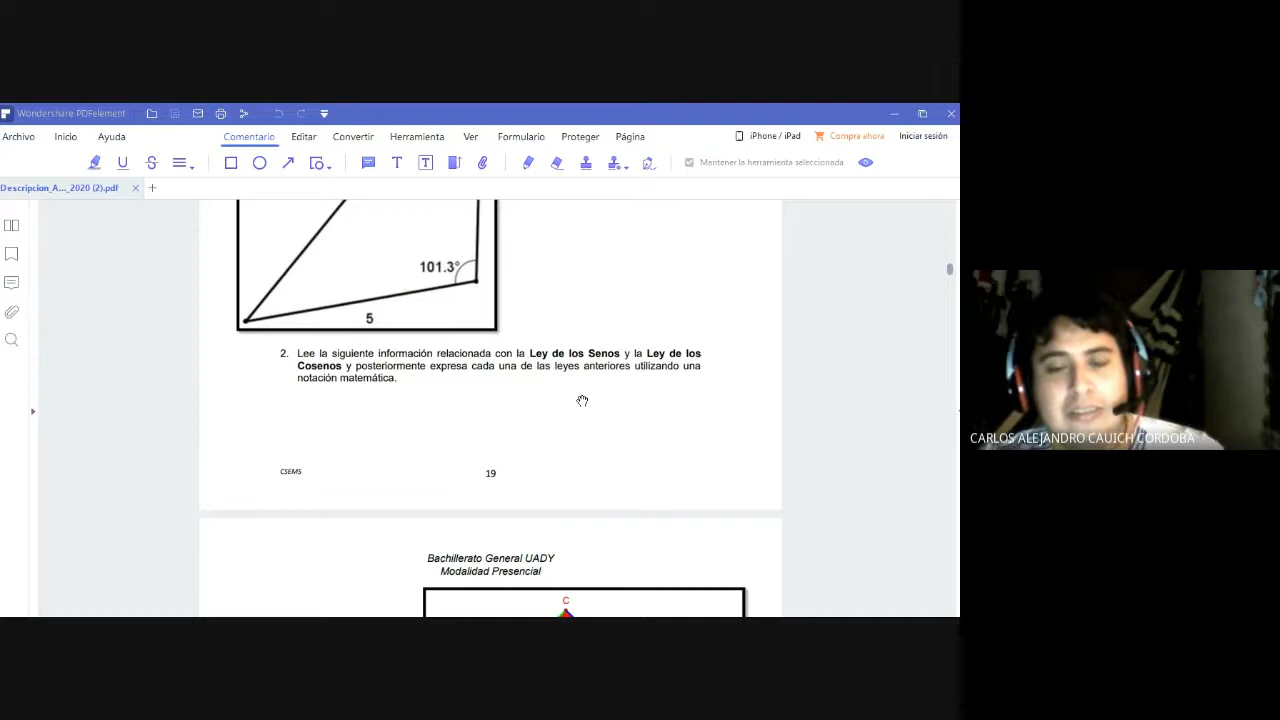 Wondershare PDFelement
Archivo Inicio Ayuda Comentario Editar Convertir Herramienta Ver Formulario Proteger Página iPhone / iPad Compra ahora Iniciar sesión
Mantener la herramienta seleccionada
Descripcion_A..._2020 (2).pdf
101.3°
5
2. Lee la siguiente información relacionada con la Ley de los Senos y la Ley de los
Cosenos y posteriormente expresa cada una de las leyes anteriores utilizando una
notación matemática.
CSEMS 19
Bachillerato General UADY
Modalidad Presencial
C
CARLOS ALEJANDRO CAUICH CORDOBA